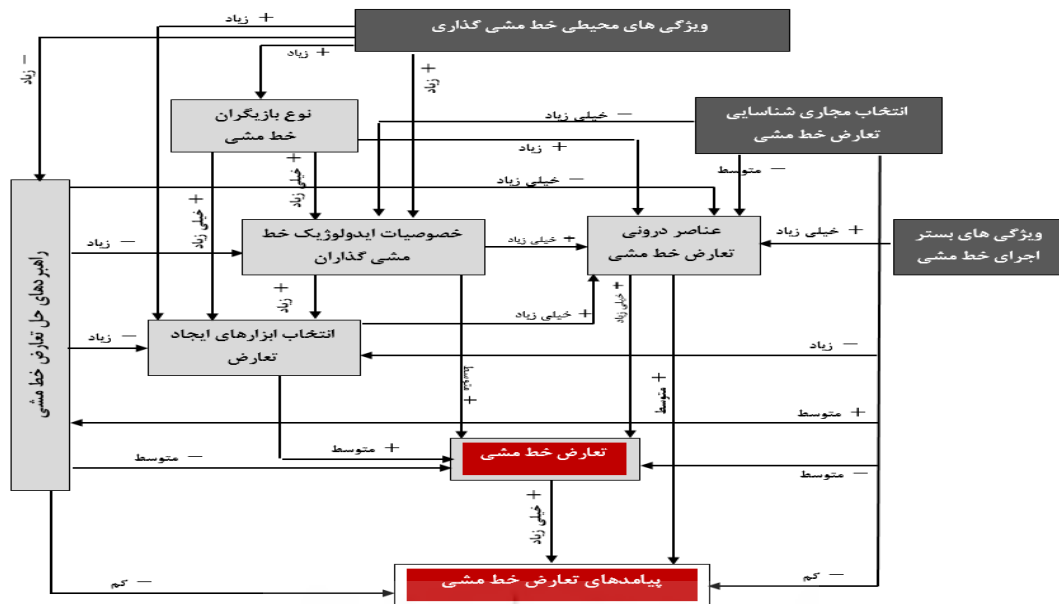 ویژگی های محیطی خط مشی گذاری
+ زیاد
− زیاد
+ زیاد
+ زیاد
نوع بازیگران
خط مشی
انتخاب مجاری شناسایی
تعارض خط مشی
− خیلی زیاد
+ زیاد
+ خیلی زیاد
+ خیلی زیاد
− خیلی زیاد
− متوسط
خصوصیات ایدولوژیک خط
مشی گذاران
عناصر درونی
تعارض خط مشی
ویژگی های بستر
اجرای خط مشی
+ خیلی زیاد
+ خیلی زیاد
− زیاد
راهبردهای حل تعارض خط مشی
+ زیاد
+ خیلی زیاد
+ خیلی زیاد
انتخاب ابزارهای ایجاد
تعارض
− زیاد
− زیاد
+ متوسط
+ متوسط
+ متوسط
تعارض خط مشی
+ متوسط
− متوسط
− متوسط
+ خیلی زیاد
پیامدهای تعارض خط مشی
− کم
− کم